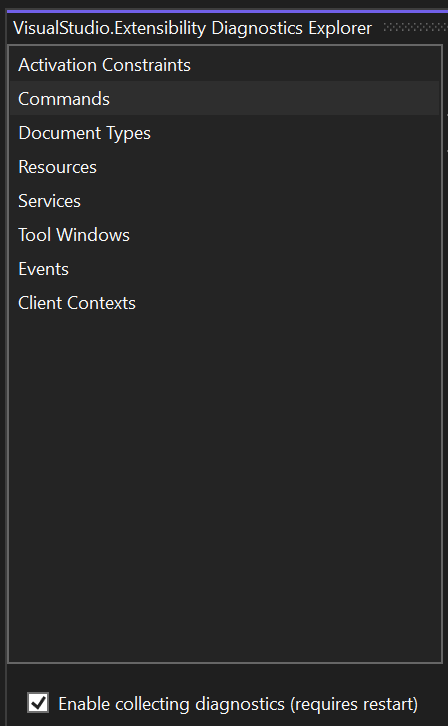 VisualStudio.Extensibility Diagnostics Explorer
Activation Constraints
Commands
Document Types
Resources
Services
Tool Windows
Events
Client Contexts
Enable collecting diagnostics (requires restart)